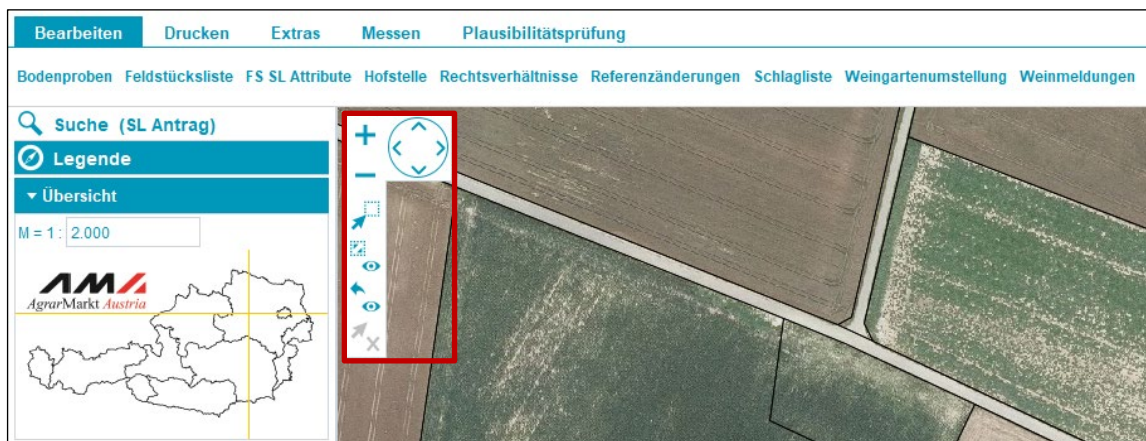 Bearbeiten Drucken Extras Messen Plausibilitätsprüfung
Bodenproben Feldstücksliste FS SL Attribute Hofstelle Rechtsverhältnisse Referenzänderungen Schlagliste Weingartenumstellung Weinmeldungen
Suche (SL Antrag)
Legende
Übersicht
M = 1 : 2.000
AMA
AgrarMarkt Austria